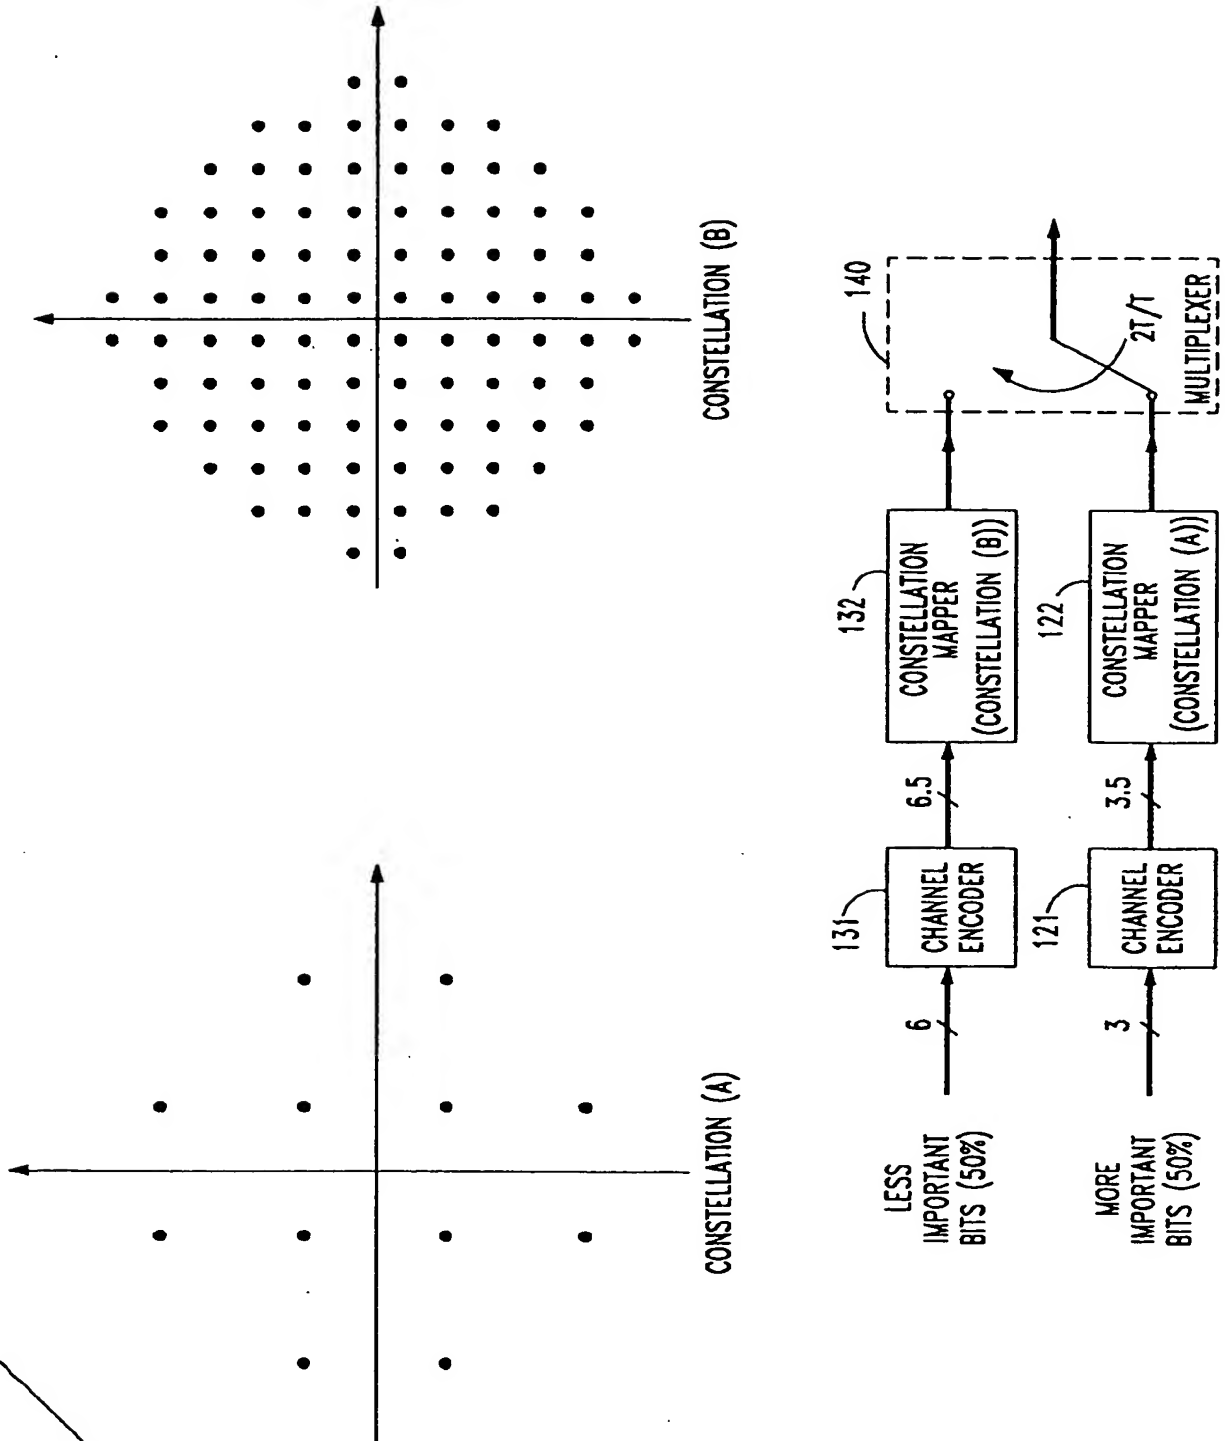 CONSTELLATION (A)
CONSTELLATION (B)
LESS
IMPORTANT
BITS (50%)
6
131
CHANNEL
ENCODER
6.5
132
CONSTELLATION
MAPPER
(CONSTELLATION (B))
140
2T/T
MULTIPLEXER
MORE
IMPORTANT
BITS (50%)
3
121
CHANNEL
ENCODER
3.5
122
CONSTELLATION
MAPPER
(CONSTELLATION (A))